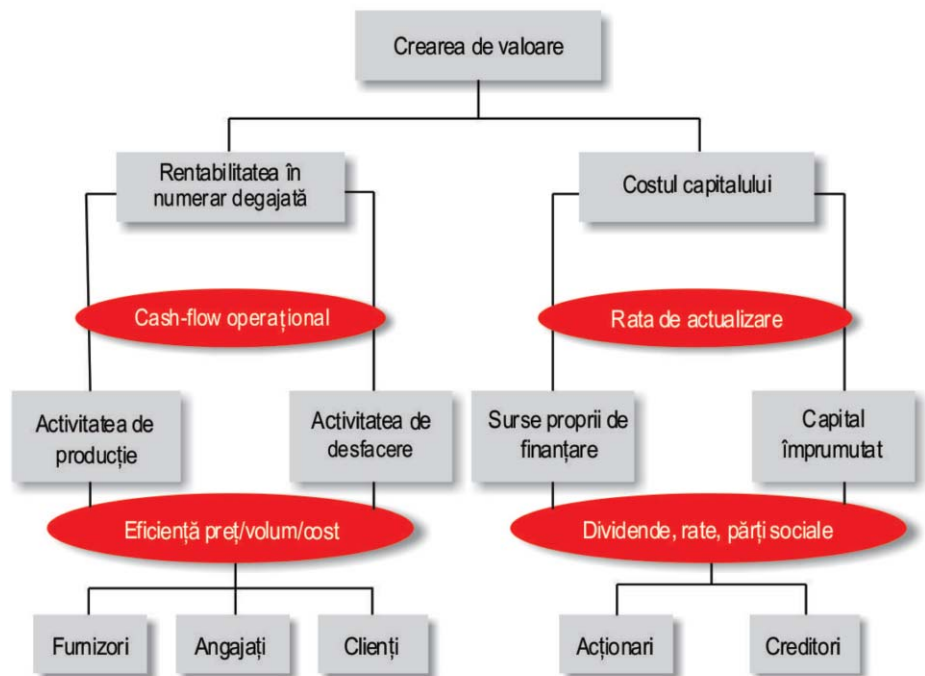 Crearea de valoare
Rentabilitatea în
numerar degajată
Costul capitalului
Cash-flow operațional
Rata de actualizare
Activitatea de
producție
Activitatea de
desfacere
Surse proprii de
finanțare
Capital
împrumutat
Eficiență preț/volum/cost
Dividende, rate, părți sociale
Furnizori
Angajați
Clienți
Acționari
Creditori